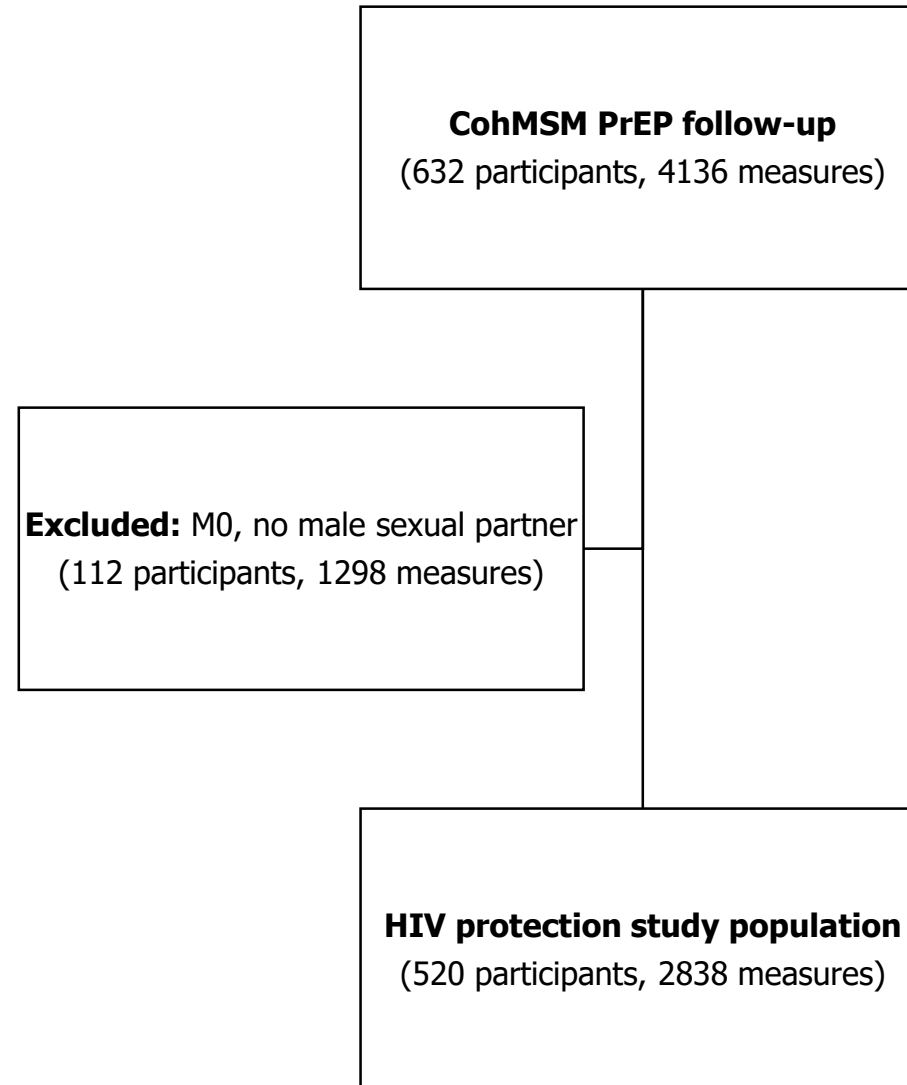 CohMSM PrEP follow-up
(632 participants, 4136 measures)
Excluded: M0, no male sexual partner
(112 participants, 1298 measures)
HIV protection study population
(520 participants, 2838 measures)